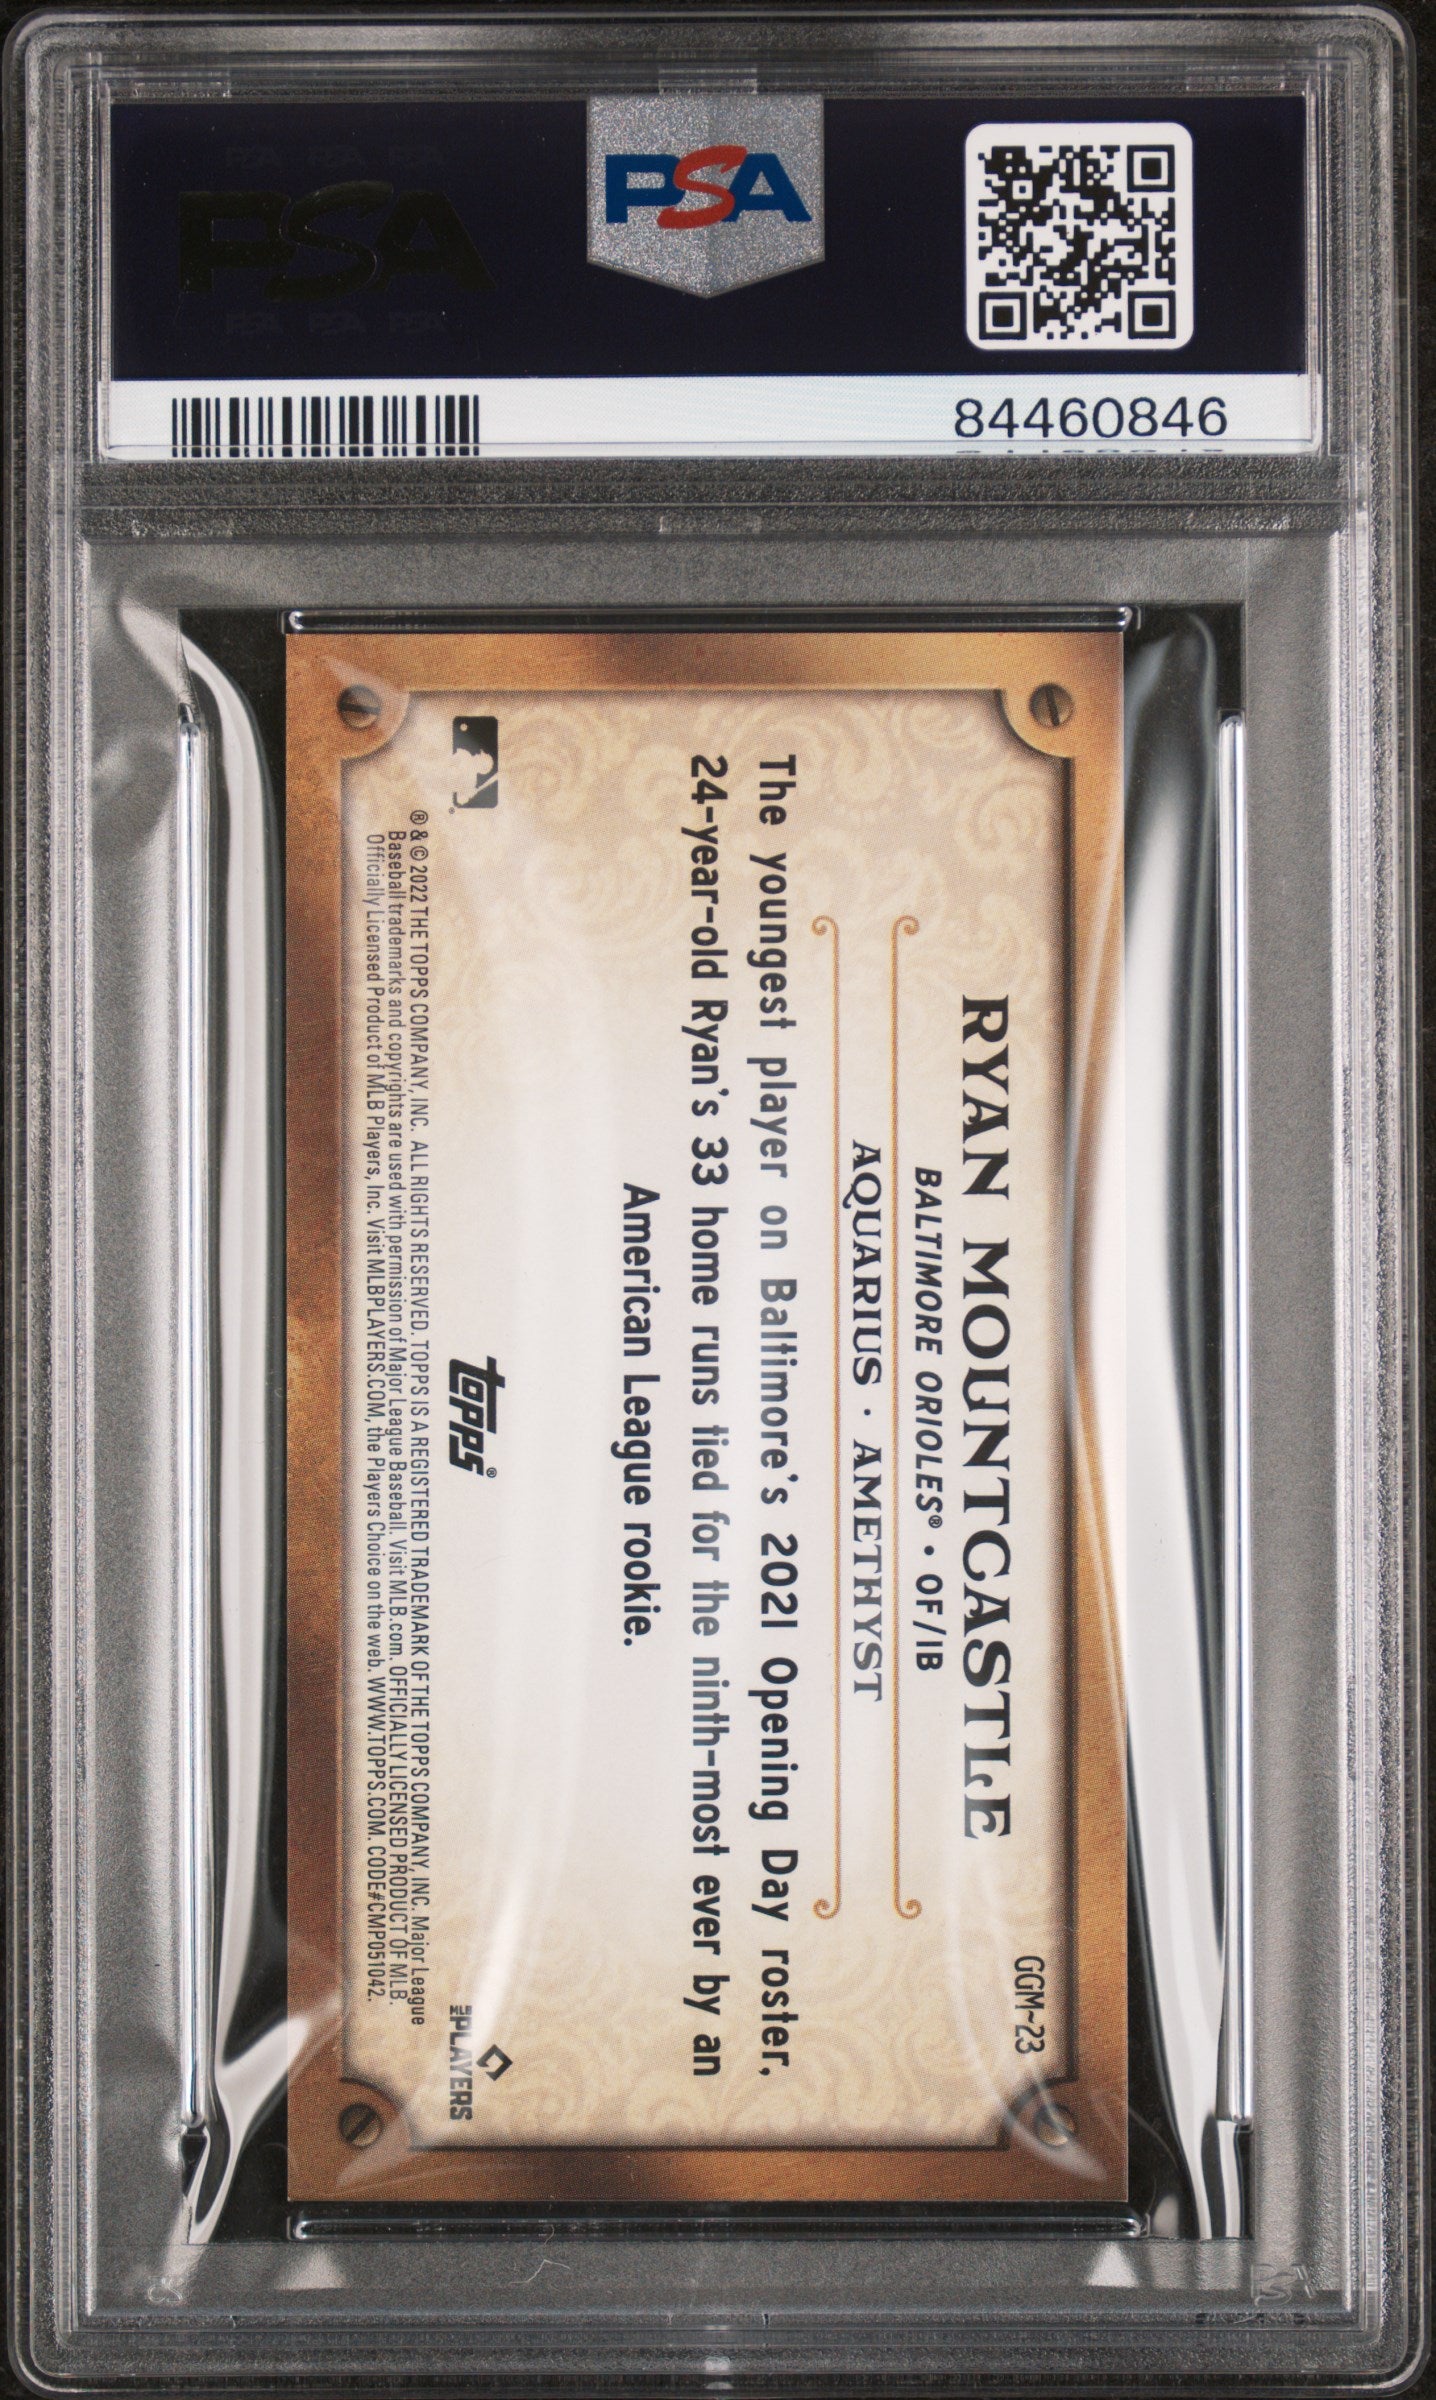 PSA
PSA
84460846
GGM~23
RYAN MOUNTCASTLE
BALTIMORE ORIOLES® • OF/1B
AQUARIUS · AMETHYST
The youngest player on Baltimore's 2021 Opening Day roster,
24-year-old Ryan's 33 home runs tied for the ninth-most ever by an
American League rookie.
topps®
MLB PLAYERS
® & © 2022 THE TOPPS COMPANY, INC. ALL RIGHTS RESERVED. TOPPS IS A REGISTERED TRADEMARK OF THE TOPPS COMPANY, INC. Major League
Baseball trademarks and copyrights are used with permission of Major League Baseball. Visit MLB.com. OFFICIALLY LICENSED PRODUCT OF MLB.
Officially Licensed Product of MLB Players, Inc. Visit MLBPLAYERS.COM, the Players Choice on the web. WWW.TOPPS.COM. CODE#CMP051042.